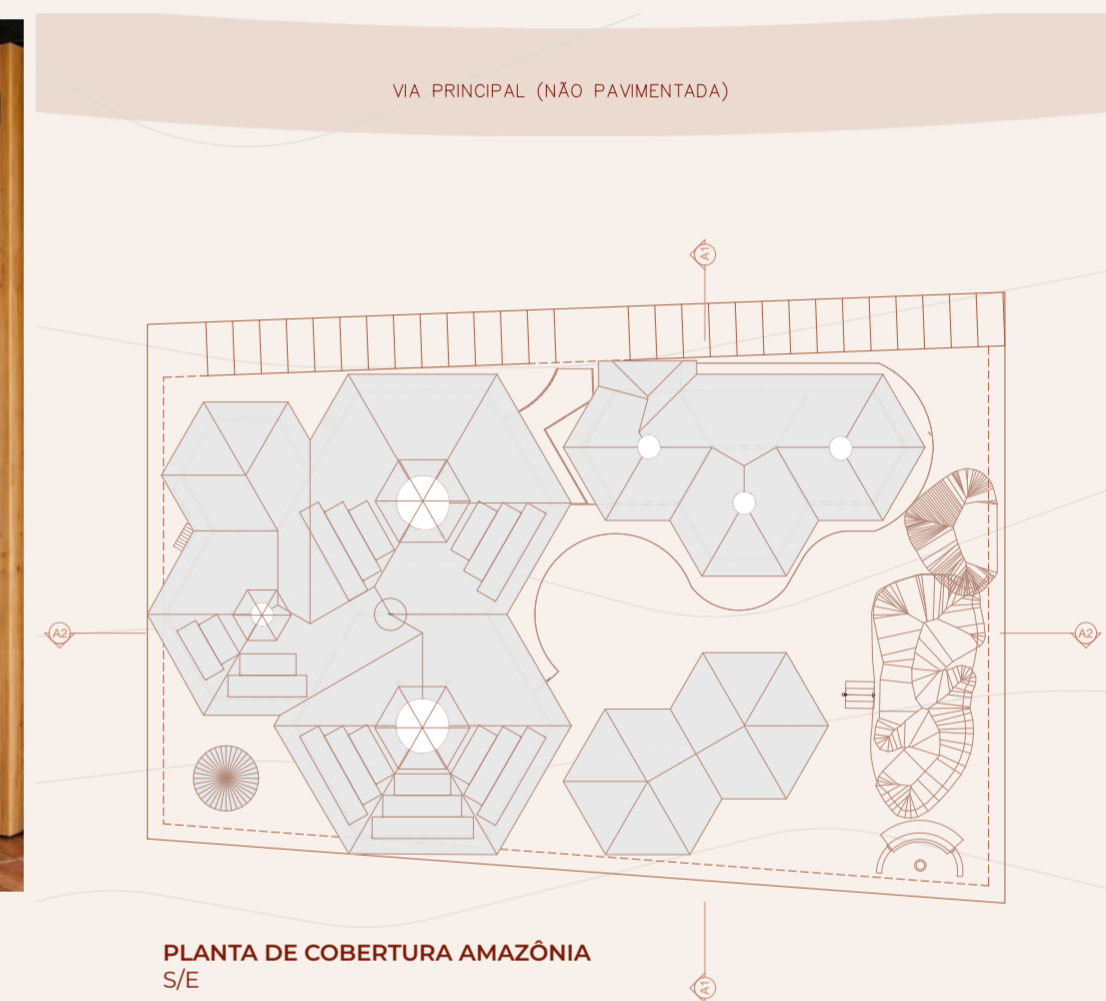 VIA PRINCIPAL (NÃO PAVIMENTADA)
A1
A2
A2
PLANTA DE COBERTURA AMAZÔNIA
S/E
A1